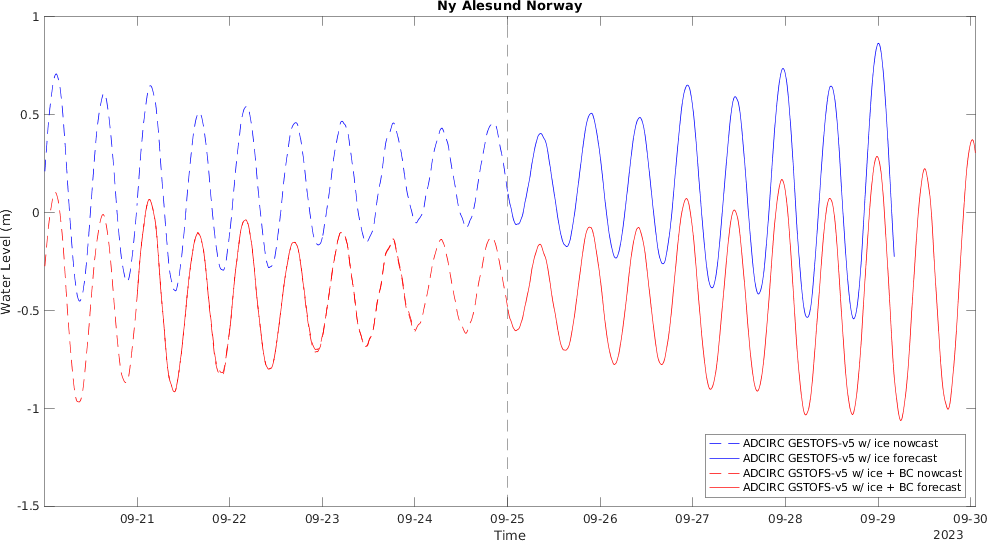 Ny Alesund Norway
1
0.5
0
-0.5
-1
-1.5
Water Level (m)
09-21 09-22 09-23 09-24 09-25 09-26 09-27 09-28 09-29 09-30
Time
2023
ADCIRC GESTOFS-v5 w/ ice nowcast
ADCIRC GESTOFS-v5 w/ ice forecast
ADCIRC GSTOFS-v5 w/ ice + BC nowcast
ADCIRC GSTOFS-v5 w/ ice + BC forecast